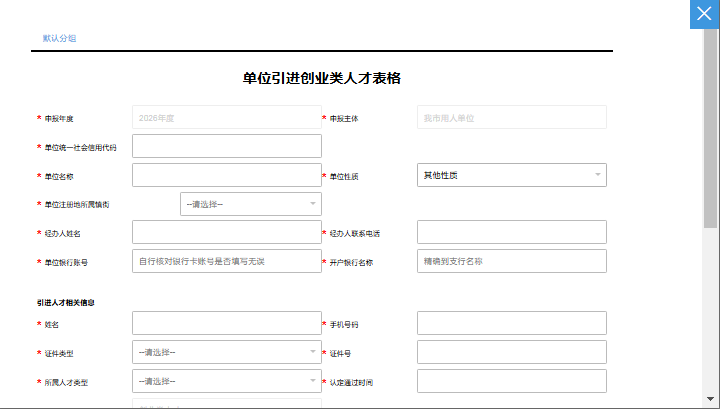 默认分组
单位引进创业类人才表格
* 申报年度 2026年度 * 申报主体 我市用人单位
* 单位统一社会信用代码
* 单位名称 * 单位性质 其他性质
* 单位注册地所属镇街 --请选择--
* 经办人姓名 * 经办人联系电话
* 单位银行账号 自行核对银行卡账号是否填写无误 * 开户银行名称 精确到支行名称
引进人才相关信息
* 姓名 * 手机号码
* 证件类型 --请选择-- * 证件号
* 所属人才类型 --请选择-- * 认定通过时间